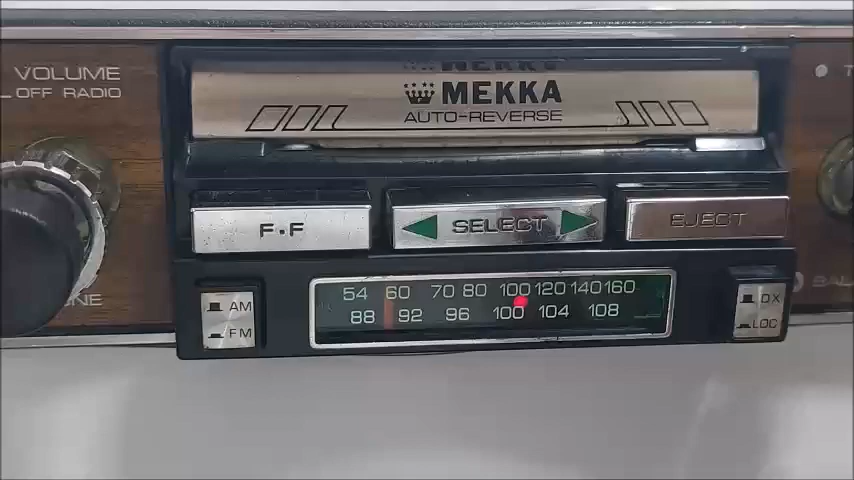 VOLUME
OFF RADIO
MEKKA
AUTO-REVERSE
F.F
SELECT
EJECT
AM
FM
54 60 70 80 100 120 140 160
88 92 96 100 104 108
DX
LOC